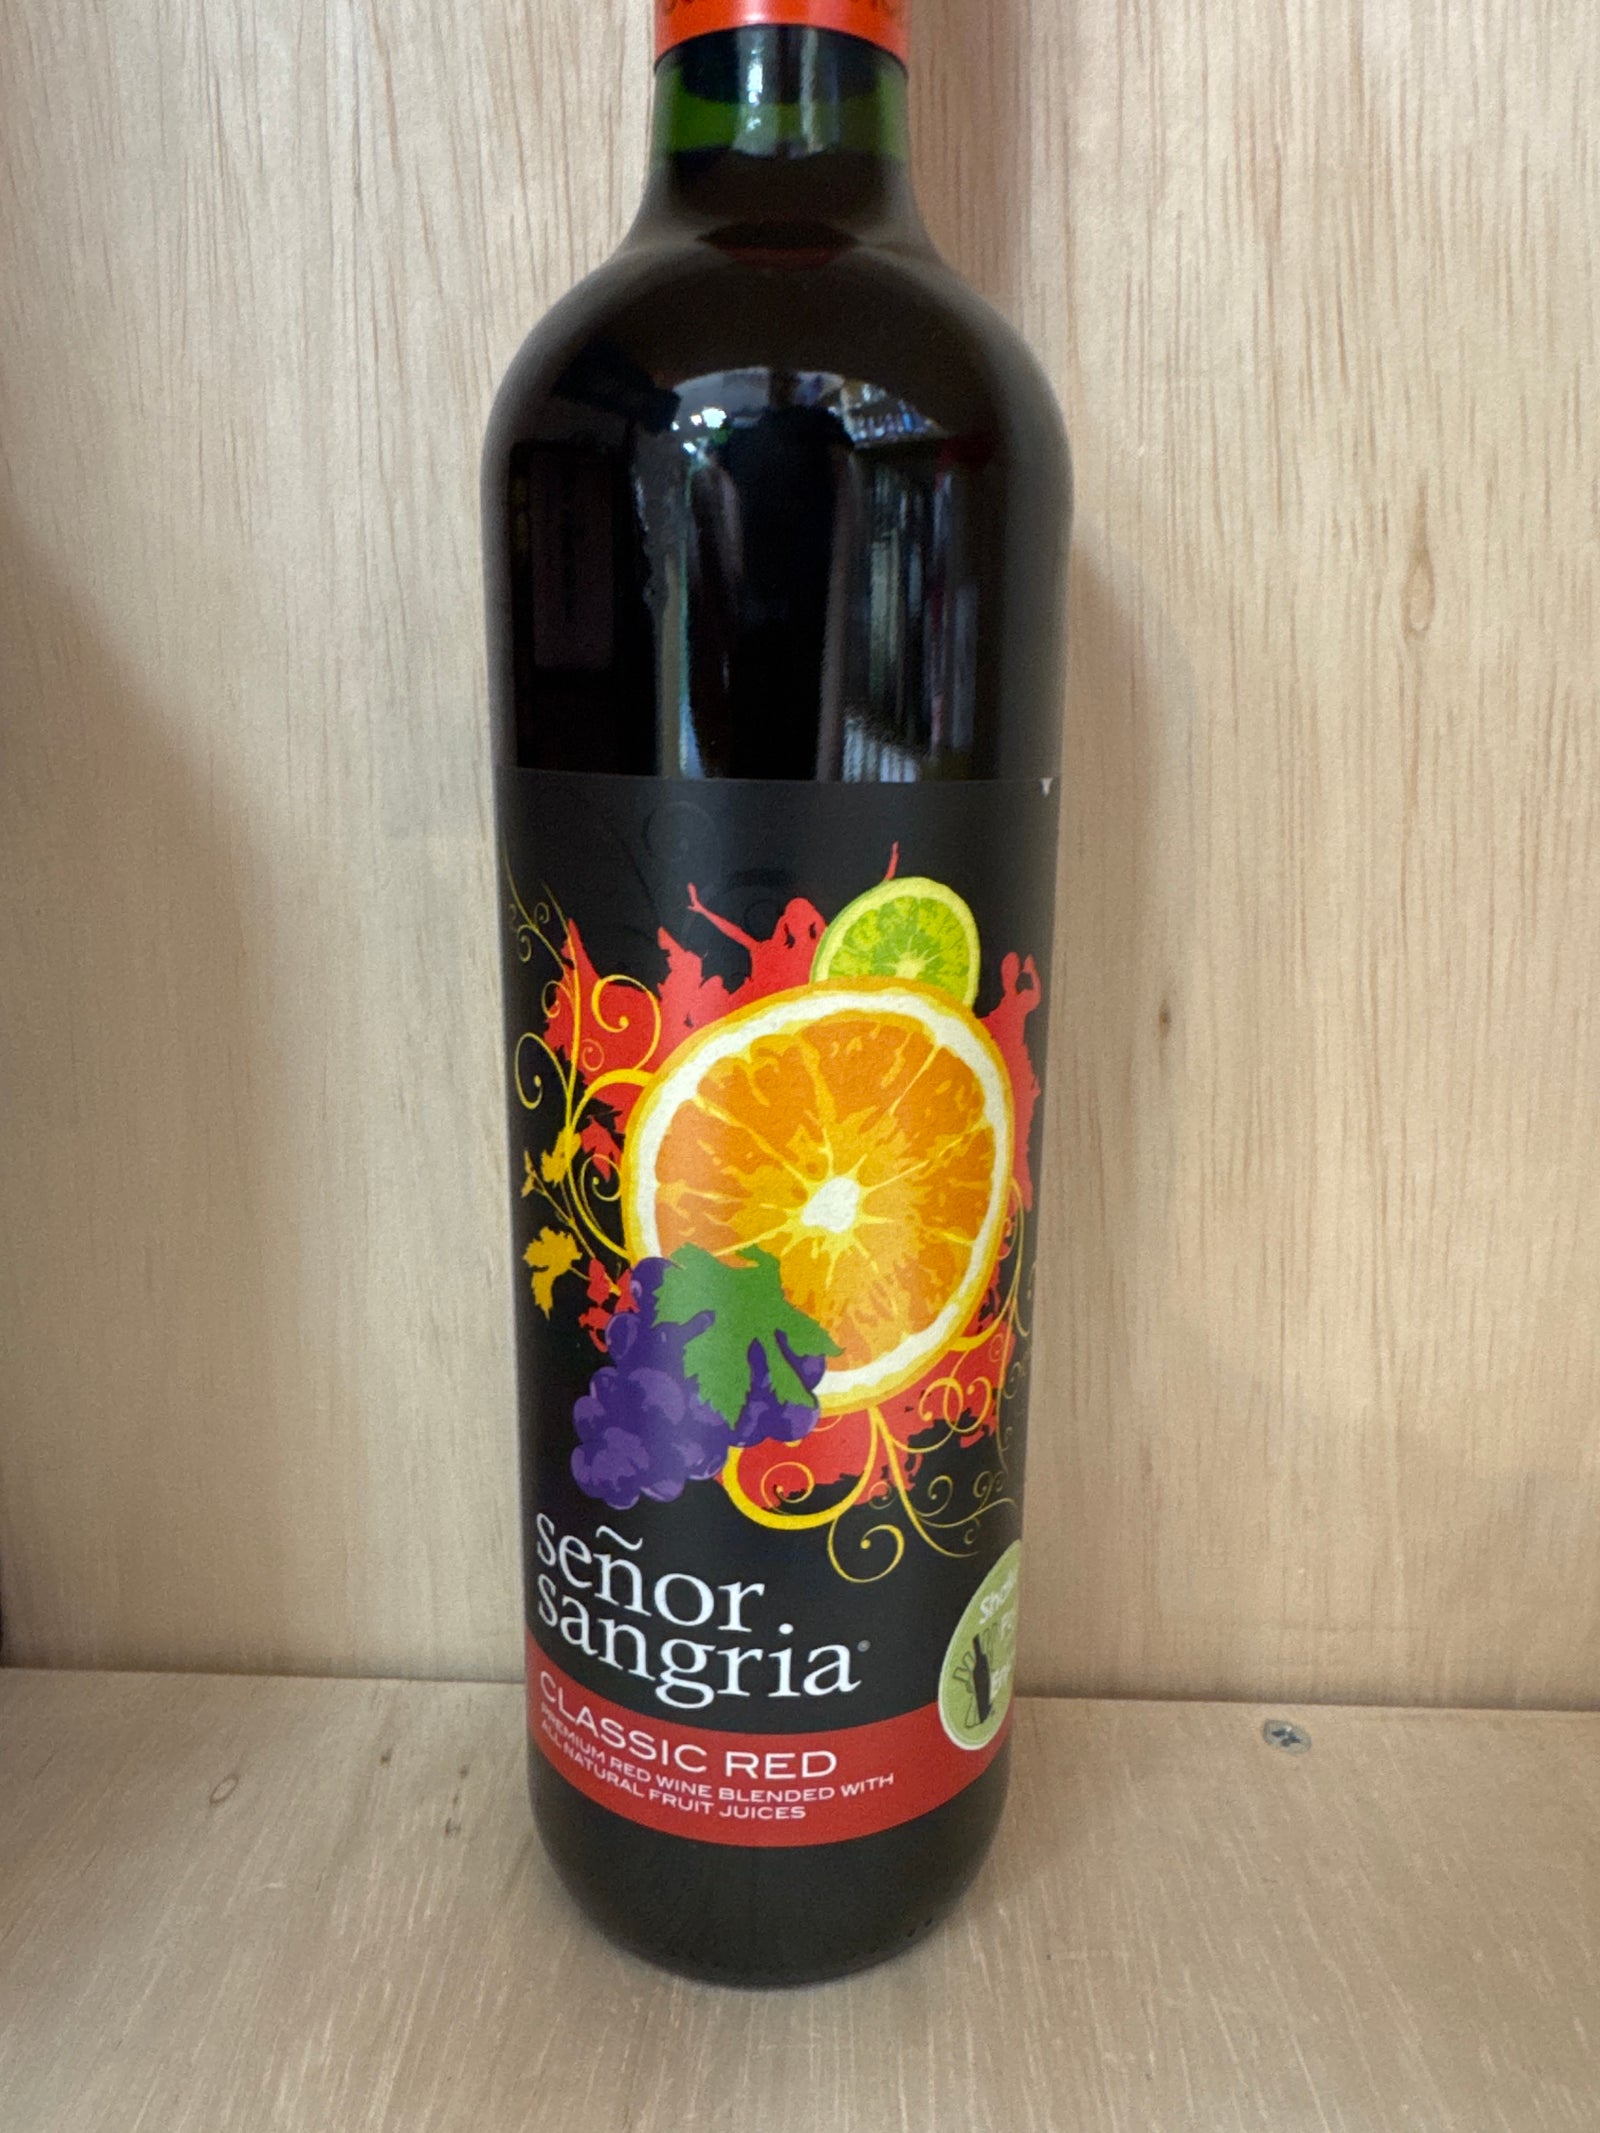 señor
sangria®
CLASSIC RED
PREMIUM RED WINE BLENDED WITH
ALL NATURAL FRUIT JUICES